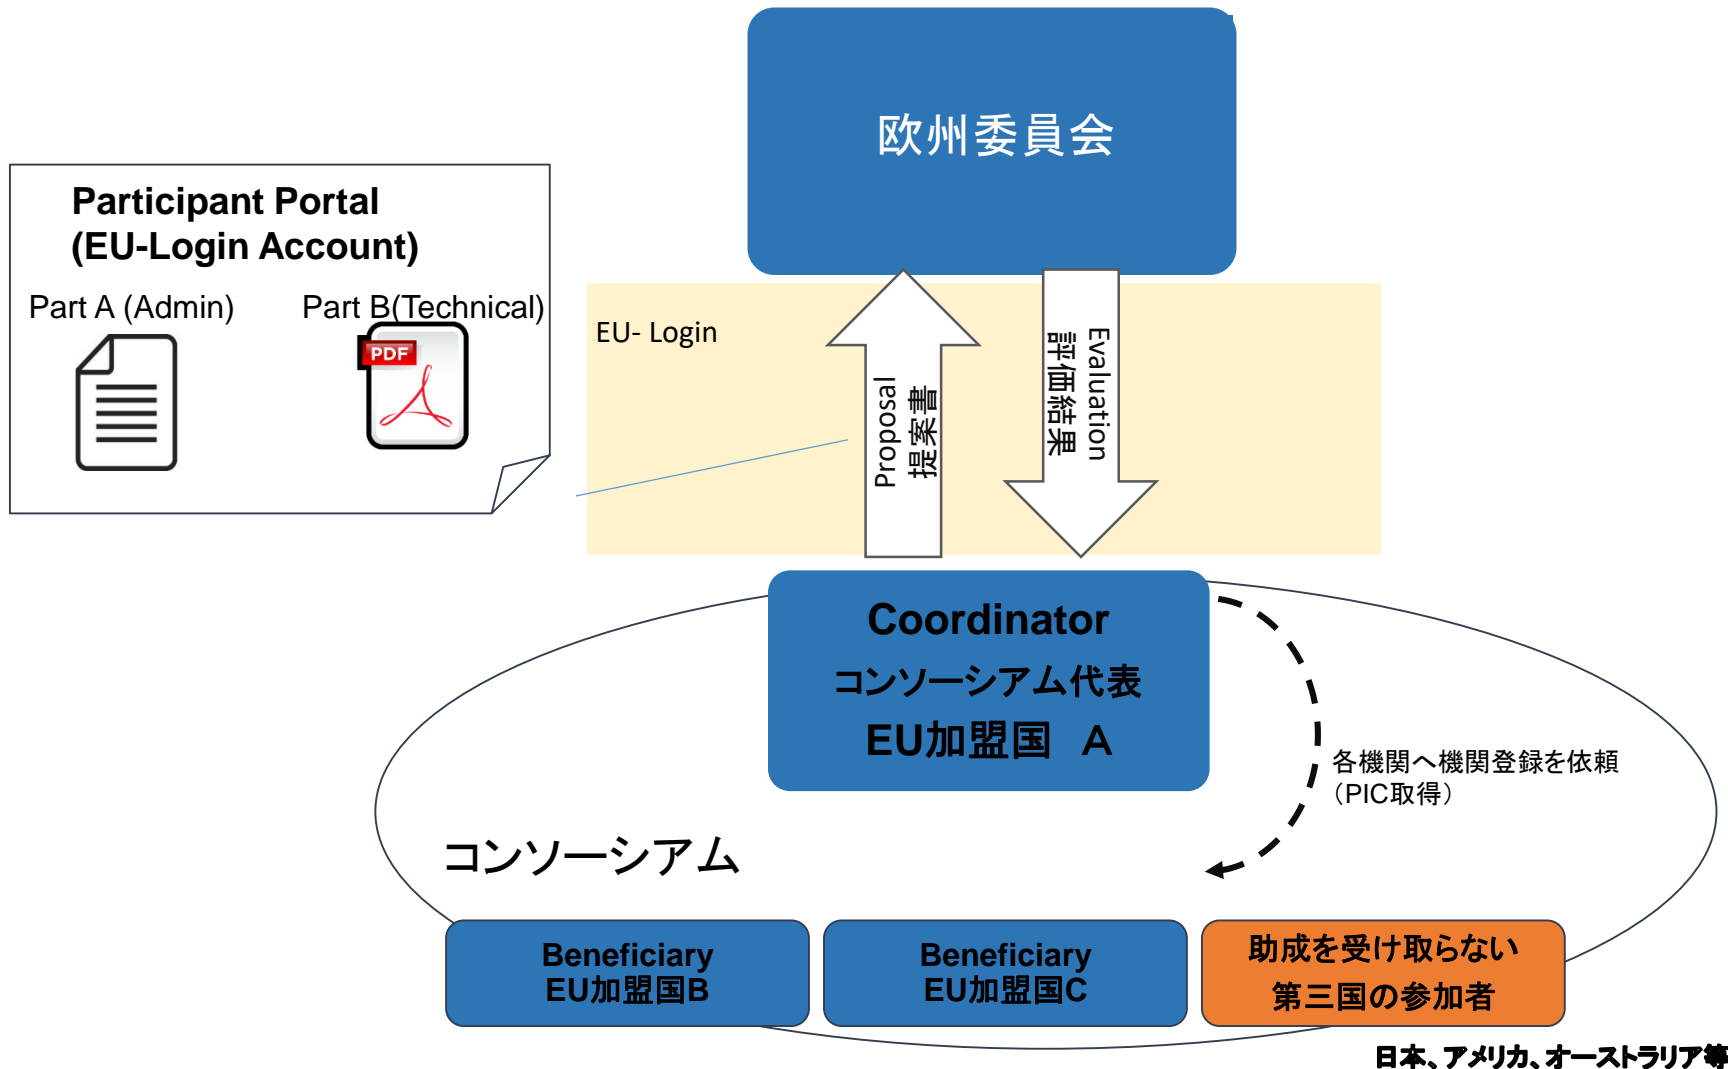 欧州委員会
Participant Portal
(EU-Login Account)
Part A (Admin)
Part B(Technical)
PDF
EU- Login
Proposal
提案書
Evaluation
評価結果
Coordinator
コンソーシアム代表
EU加盟国 A
各機関へ機関登録を依頼
（PIC取得）
コンソーシアム
Beneficiary
EU加盟国B
Beneficiary
EU加盟国C
助成を受け取らない
第三国の参加者
日本、アメリカ、オーストラリア等